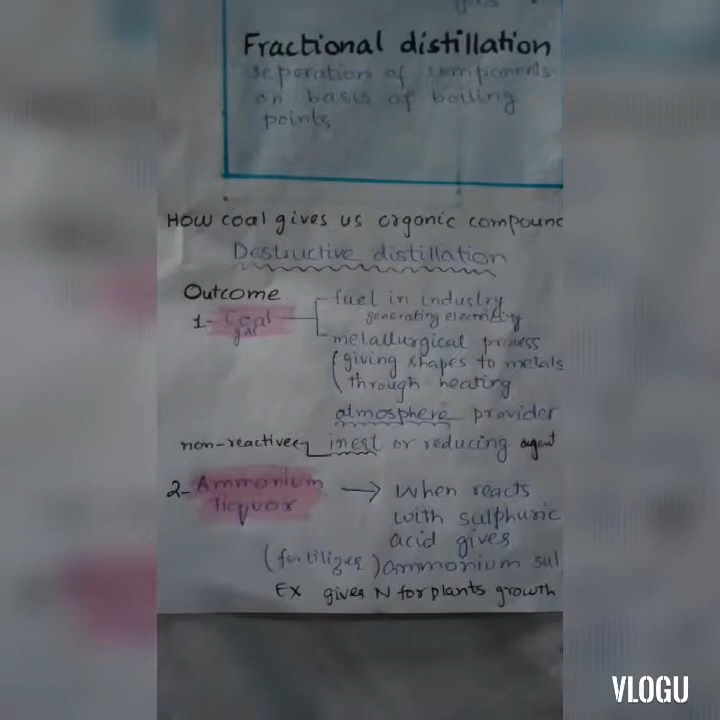 Fractional distillation
seperation of components
on basis of boiling
points
How coal gives us organic compound
Destructive distillation
Outcome
1- Coal gas
fuel in industry
generating electricity
metallurgical process
(giving shapes to metals
through heating
atmosphere provider
non-reactive inert or reducing agent
2- Ammonium
liquor
→ when reacts
with sulphuric
acid gives
(fertilizer) ammonium sul
Ex gives N for plants growth
VLOGU